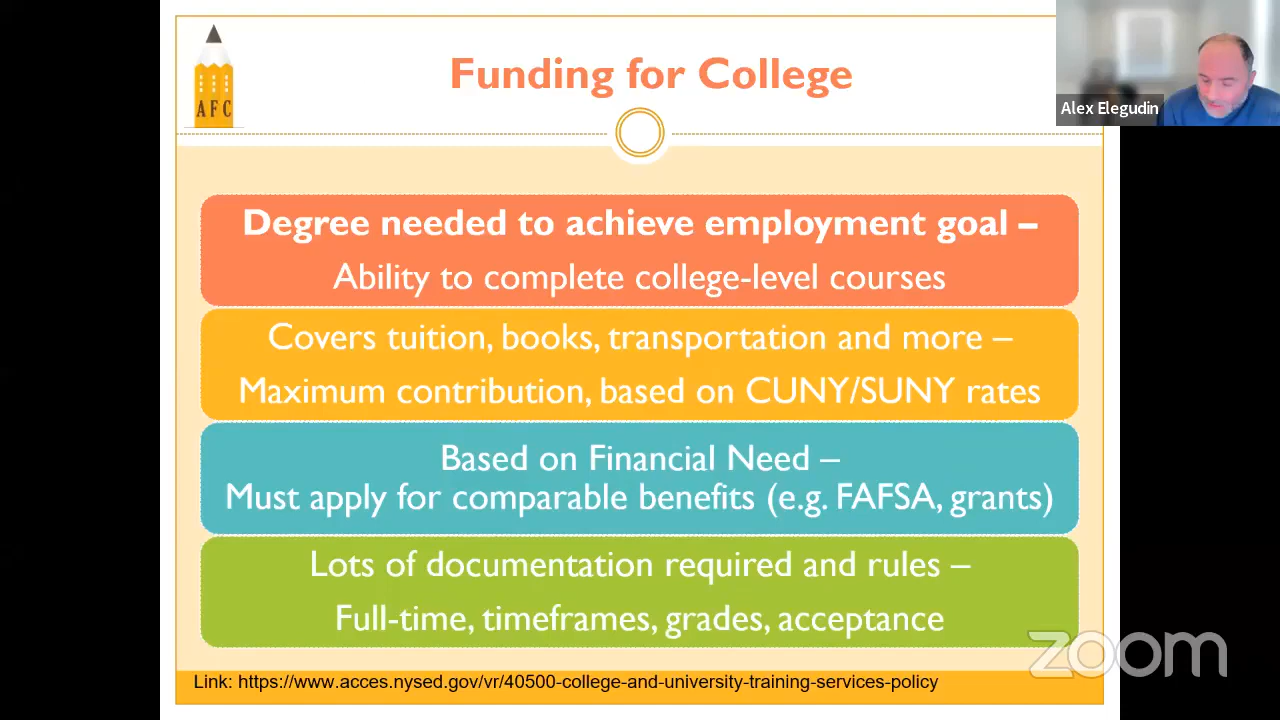 Funding for College
AFC
Alex Elegudin
Degree needed to achieve employment goal –
Ability to complete college-level courses
Covers tuition, books, transportation and more –
Maximum contribution, based on CUNY/SUNY rates
Based on Financial Need –
Must apply for comparable benefits (e.g. FAFSA, grants)
Lots of documentation required and rules –
Full-time, timeframes, grades, acceptance
zoom
Link: https://www.acces.nysed.gov/vr/40500-college-and-university-training-services-policy